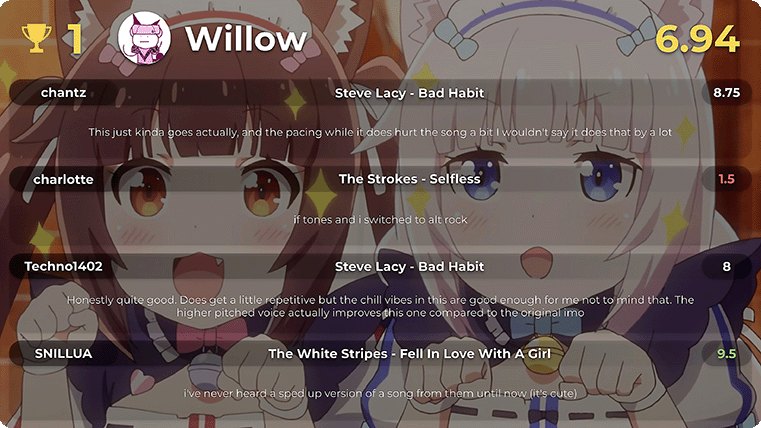 1 Willow 6.94
chantz Steve Lacy - Bad Habit 8.75
This just kinda goes actually, and the pacing while it does hurt the song a bit I wouldn't say it does that by a lot
charlotte The Strokes - Selfless 1.5
if tones and i switched to alt rock
Techno1402 Steve Lacy - Bad Habit 8
Honestly quite good. Does get a little repetitive but the chill vibes in this are good enough for me not to mind that. The
higher pitched voice actually improves this one compared to the original imo
SNILLUA The White Stripes - Fell In Love With A Girl 9.5
i've never heard a sped up version of a song from them until now (it's cute)